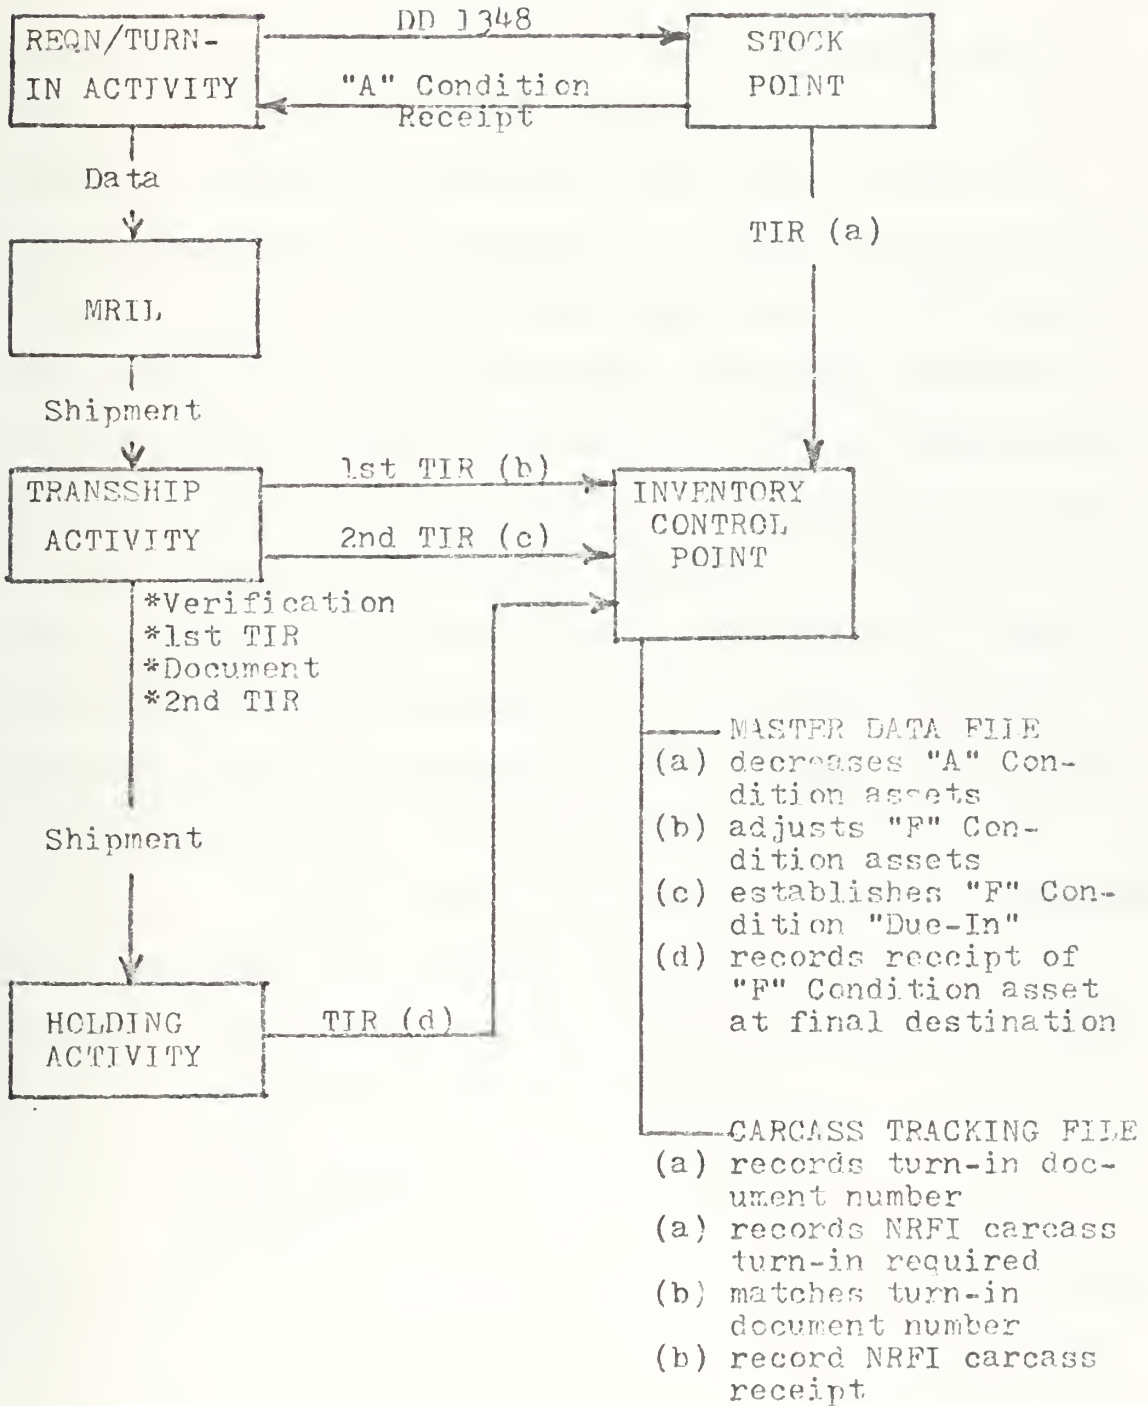 DD 1348
REQN/TURN-
IN ACTIVITY
"A" Condition
Receipt
STOCK
POINT
Data
TIR (a)
MRIL
Shipment
TRANSSHIP
ACTIVITY
1st TIR (b)
2nd TIR (c)
INVENTORY
CONTROL
POINT
*Verification
*1st TIR
*Document
*2nd TIR
Shipment
HOLDING
ACTIVITY
TIR (d)
MASTER DATA FILE
(a) decreases "A" Con-
dition assets
(b) adjusts "F" Con-
dition assets
(c) establishes "F" Con-
dition "Due-In"
(d) records receipt of
"F" Condition asset
at final destination
CARCASS TRACKING FILE
(a) records turn-in doc-
ument number
(a) records NRFI carcass
turn-in required
(b) matches turn-in
document number
(b) record NRFI carcass
receipt